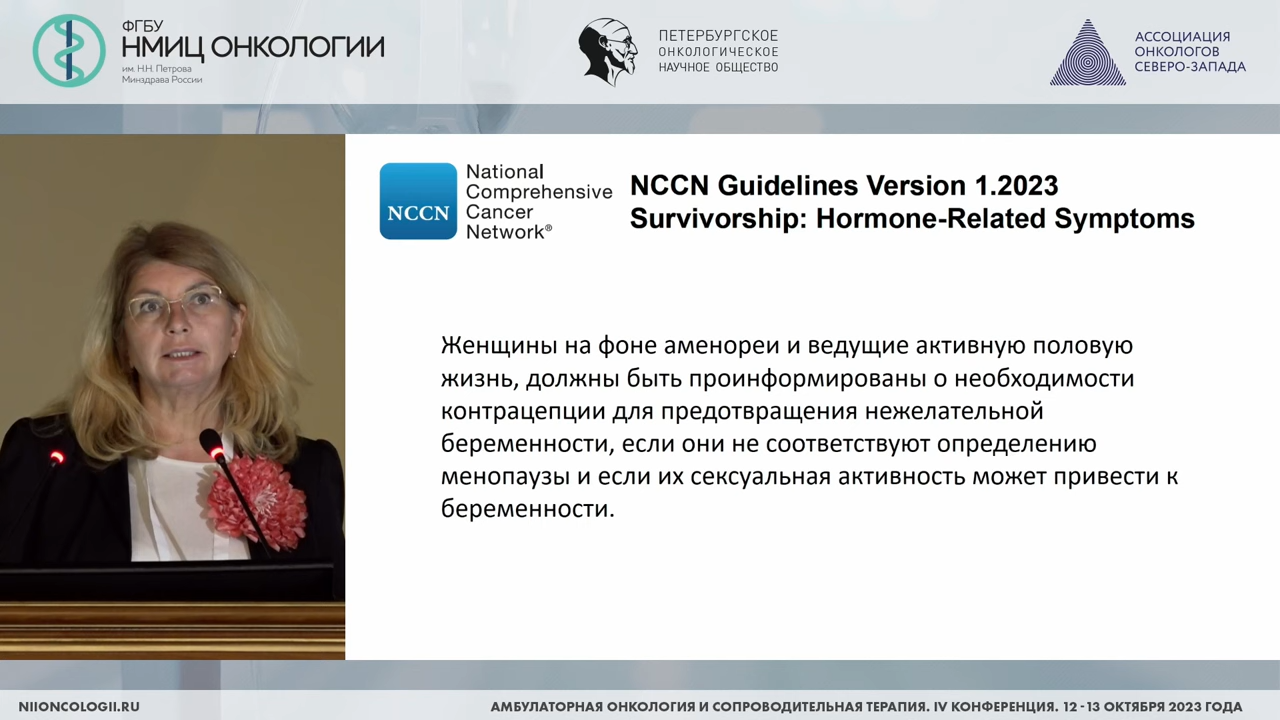 ФГБУ
НМИЦ ОНКОЛОГИИ
им. Н.Н. Петрова
Минздрава России
ПЕТЕРБУРГСКОЕ
ОНКОЛОГИЧЕСКОЕ
НАУЧНОЕ ОБЩЕСТВО
АССОЦИАЦИЯ
ОНКОЛОГОВ
СЕВЕРО-ЗАПАДА
NCCN
National
Comprehensive
Cancer
Network®
NCCN Guidelines Version 1.2023
Survivorship: Hormone-Related Symptoms
Женщины на фоне аменореи и ведущие активную половую
жизнь, должны быть проинформированы о необходимости
контрацепции для предотвращения нежелательной
беременности, если они не соответствуют определению
менопаузы и если их сексуальная активность может привести к
беременности.
NIIONCOLOGII.RU
АМБУЛАТОРНАЯ ОНКОЛОГИЯ И СОПРОВОДИТЕЛЬНАЯ ТЕРАПИЯ. IV КОНФЕРЕНЦИЯ. 12-13 ОКТЯБРЯ 2023 ГОДА